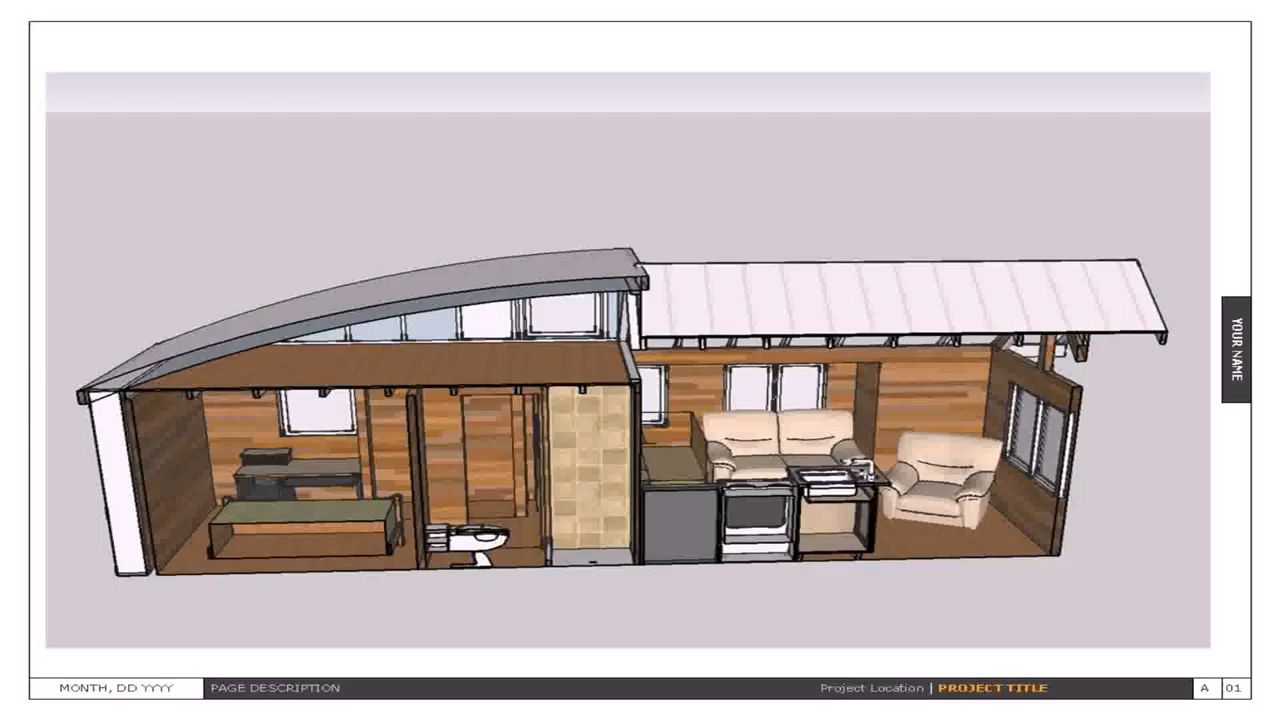 YOUR NAME
MONTH, DD YYYY
PAGE DESCRIPTION
Project Location | PROJECT TITLE
A 01